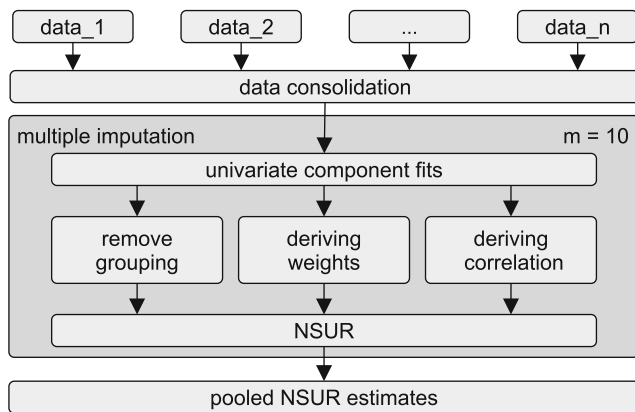 data_1
data_2
...
data_n
data consolidation
multiple imputation
m = 10
univariate component fits
remove
grouping
deriving
weights
deriving
correlation
NSUR
pooled NSUR estimates